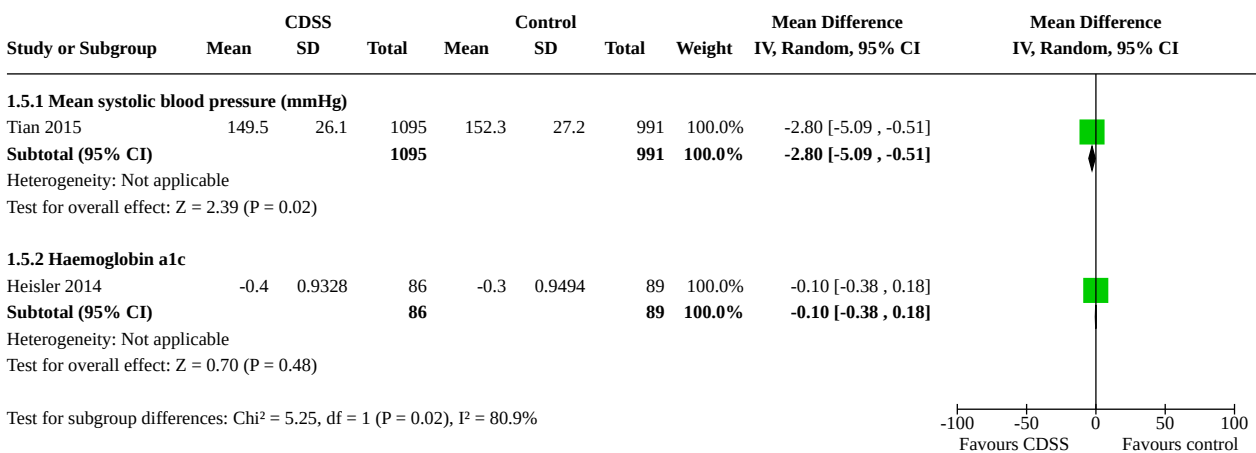 CDSS Control Mean Difference Mean Difference
Study or Subgroup Mean SD Total Mean SD Total Weight IV, Random, 95% CI IV, Random, 95% CI
1.5.1 Mean systolic blood pressure (mmHg)
Tian 2015 149.5 26.1 1095 152.3 27.2 991 100.0% -2.80 [-5.09 , -0.51]
Subtotal (95% CI) 1095 991 100.0% -2.80 [-5.09 , -0.51]
Heterogeneity: Not applicable
Test for overall effect: Z = 2.39 (P = 0.02)
1.5.2 Haemoglobin a1c
Heisler 2014 -0.4 0.9328 86 -0.3 0.9494 89 100.0% -0.10 [-0.38 , 0.18]
Subtotal (95% CI) 86 89 100.0% -0.10 [-0.38 , 0.18]
Heterogeneity: Not applicable
Test for overall effect: Z = 0.70 (P = 0.48)
Test for subgroup differences: Chi² = 5.25, df = 1 (P = 0.02), I² = 80.9%
-100 -50 0 50 100
Favours CDSS Favours control